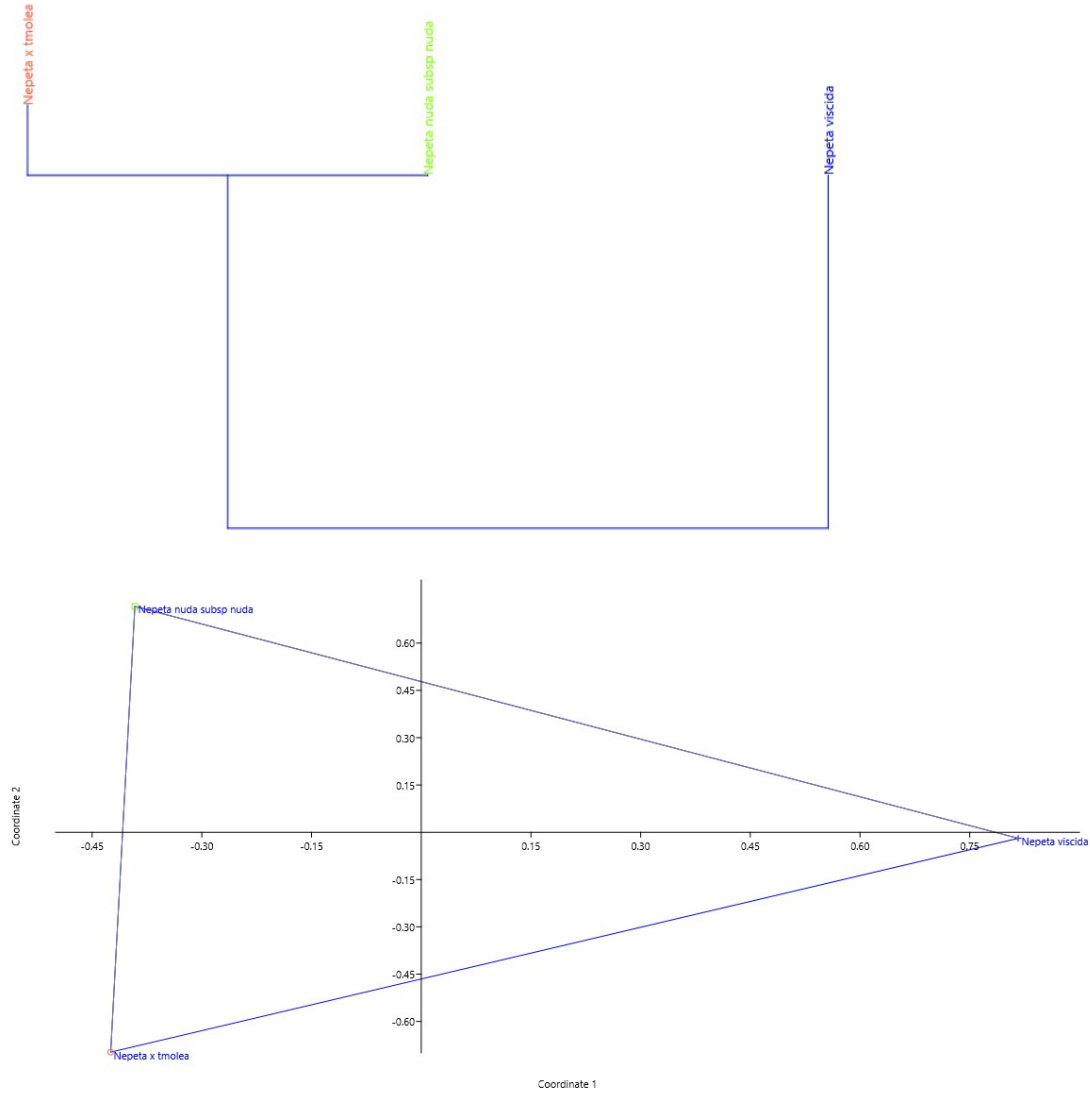 Nepeta x tmolea
Nepeta nuda subsp nuda
Nepeta viscida
Nepeta nuda subsp nuda
0.60
0.45
0.30
0.15
-0.45
-0.30
-0.15
0.15
0.30
0.45
0.60
0.75
Nepeta viscida
-0.15
-0.30
-0.45
-0.60
Nepeta x tmolea
Coordinate 2
Coordinate 1